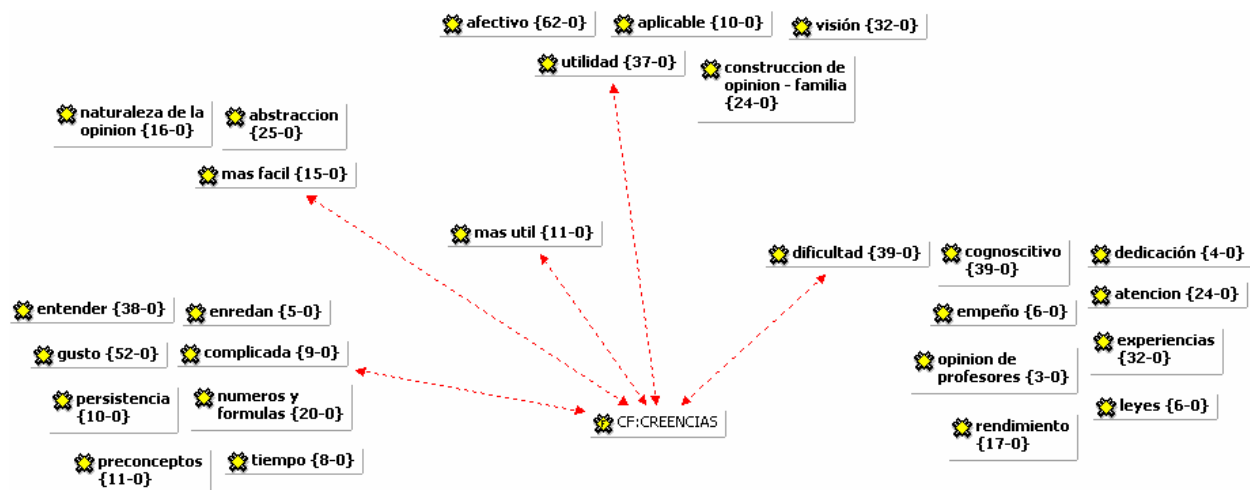 afectivo {62-0}
aplicable {10-0}
visión {32-0}
utilidad {37-0}
construccion de
opinion - familia
{24-0}
naturaleza de la
opinion {16-0}
abstraccion
{25-0}
mas facil {15-0}
mas util {11-0}
dificultad {39-0}
cognoscitivo
{39-0}
dedicación {4-0}
atencion {24-0}
empeño {6-0}
experiencias
{32-0}
opinion de
profesores {3-0}
leyes {6-0}
rendimiento
{17-0}
entender {38-0}
enredan {5-0}
gusto {52-0}
complicada {9-0}
persistencia
{10-0}
numeros y
formulas {20-0}
preconceptos
{11-0}
tiempo {8-0}
CF:CREENCIAS